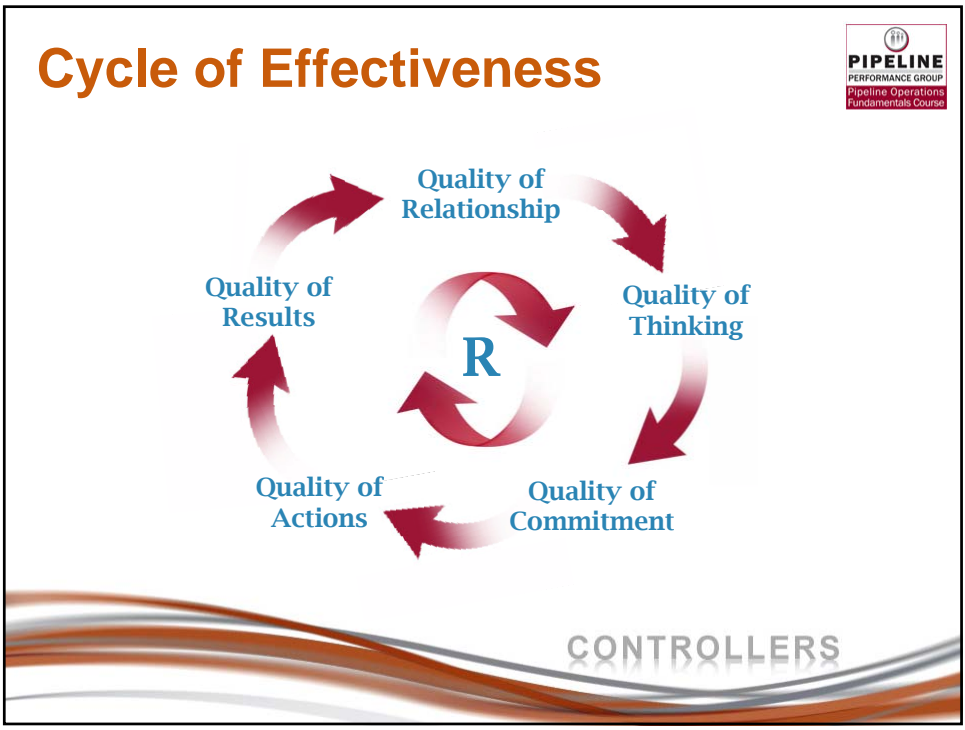 Cycle of Effectiveness
PIPELINE
PERFORMANCE GROUP
Pipeline Operations
Fundamentals Course
Quality of
Relationship
Quality of
Thinking
Quality of
Commitment
Quality of
Actions
Quality of
Results
R
CONTROLLERS